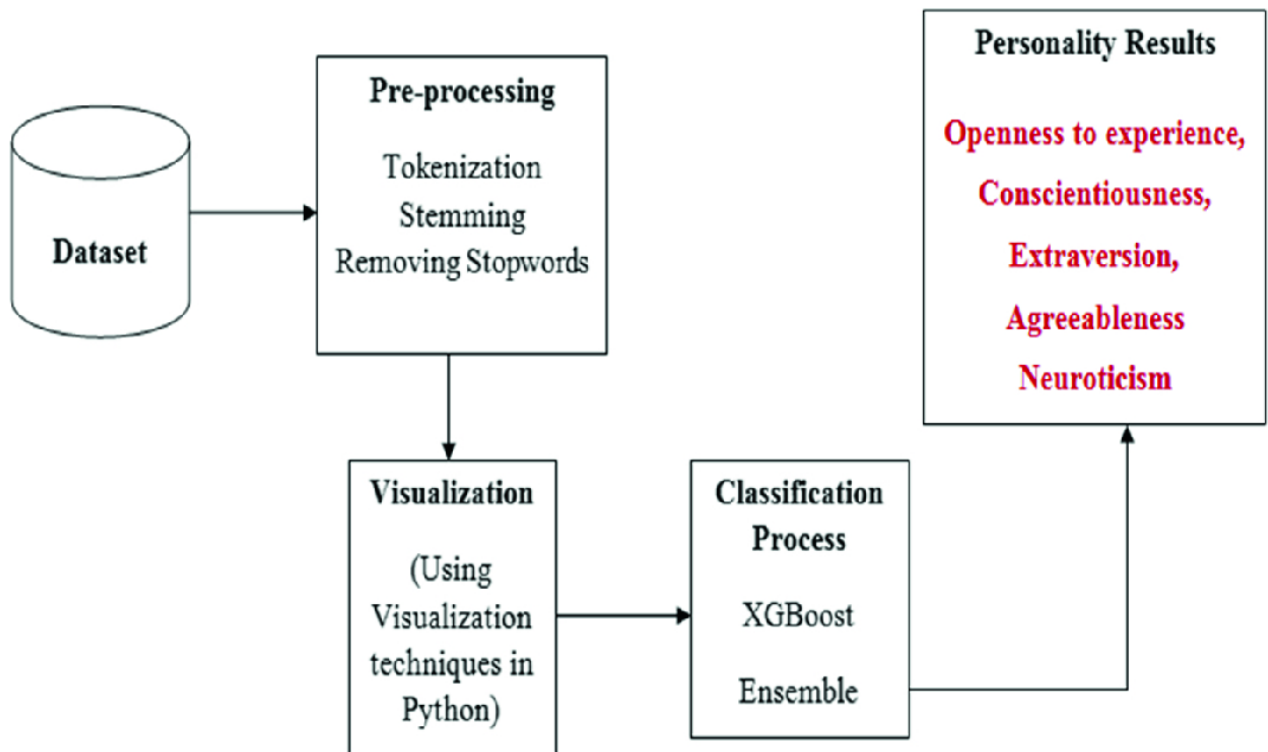 Dataset
Pre-processing
Tokenization
Stemming
Removing Stopwords
Visualization
(Using
Visualization
techniques in
Python)
Classification
Process
XGBoost
Ensemble
Personality Results
Openness to experience,
Conscientiousness,
Extraversion,
Agreeableness
Neuroticism